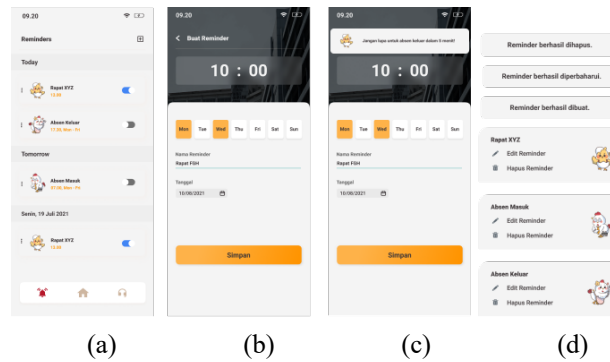 09.20
Reminders
Today
Rapat XYZ
13.00
Absen Keluar
17.00, Mon - Fri
Tomorrow
Absen Masuk
07.30, Mon - Fri
Senin, 19 Juli 2021
Rapat XYZ
13.00
(a)
09.20
Buat Reminder
10 : 00
Mon Tue Wed Thu Fri Sat Sun
Nama Reminder
Rapat FSH
Tanggal
10/08/2021
Simpan
(b)
09.20
Jangan lupa untuk absen keluar dalam 5 menit!
10 : 00
Mon Tue Wed Thu Fri Sat Sun
Nama Reminder
Rapat FSH
Tanggal
10/08/2021
Simpan
(c)
Reminder berhasil dihapus.
Reminder berhasil diperbaharui.
Reminder berhasil dibuat.
Rapat XYZ
Edit Reminder
Hapus Reminder
Absen Masuk
Edit Reminder
Hapus Reminder
Absen Keluar
Edit Reminder
Hapus Reminder
(d)